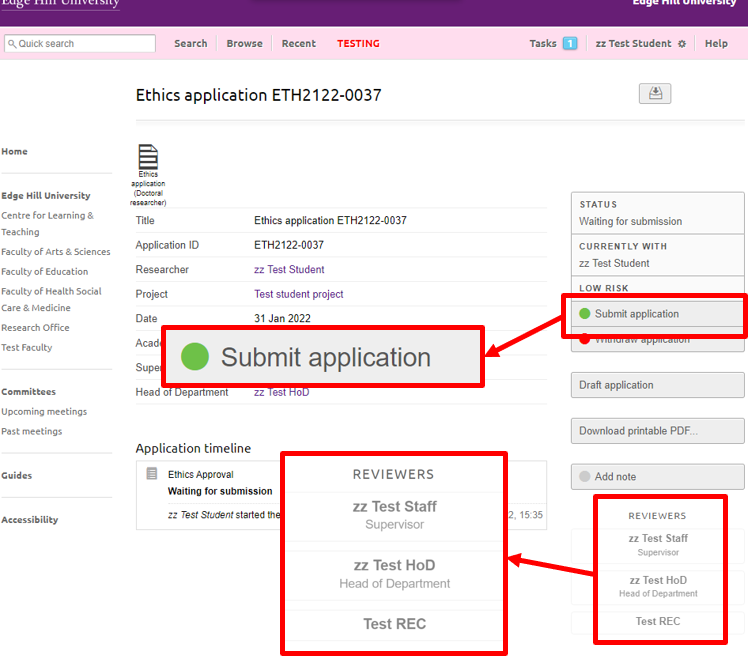 Edge Hill University
Edge Hill University
Quick search
Search
Browse
Recent
TESTING
Tasks 1
zz Test Student
Help
Ethics application ETH2122-0037
Home
Edge Hill University
Centre for Learning &
Teaching
Faculty of Arts & Sciences
Faculty of Education
Faculty of Health Social
Care & Medicine
Research Office
Test Faculty
Committees
Upcoming meetings
Past meetings
Guides
Accessibility
Ethics
application
(Doctoral
researcher)
Title Ethics application ETH2122-0037
Application ID ETH2122-0037
Researcher zz Test Student
Project Test student project
Date 31 Jan 2022
Acade
Super
Head of Department zz Test HoD
Submit application
Application timeline
Ethics Approval
Waiting for submission
zz Test Student started the
2, 15:35
REVIEWERS
zz Test Staff
Supervisor
zz Test HoD
Head of Department
Test REC
STATUS
Waiting for submission
CURRENTLY WITH
zz Test Student
LOW RISK
Submit application
Withdraw application
Draft application
Download printable PDF...
Add note
REVIEWERS
zz Test Staff
Supervisor
zz Test HoD
Head of Department
Test REC